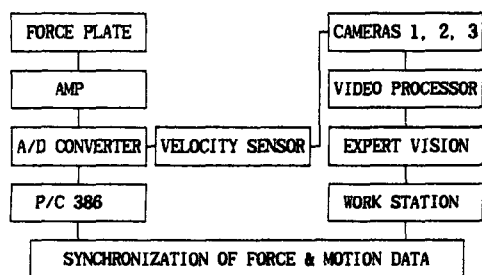 FORCE PLATE
CAMERAS 1, 2, 3
AMP
VIDEO PROCESSOR
A/D CONVERTER
VELOCITY SENSOR
EXPERT VISION
P/C 386
WORK STATION
SYNCHRONIZATION OF FORCE & MOTION DATA